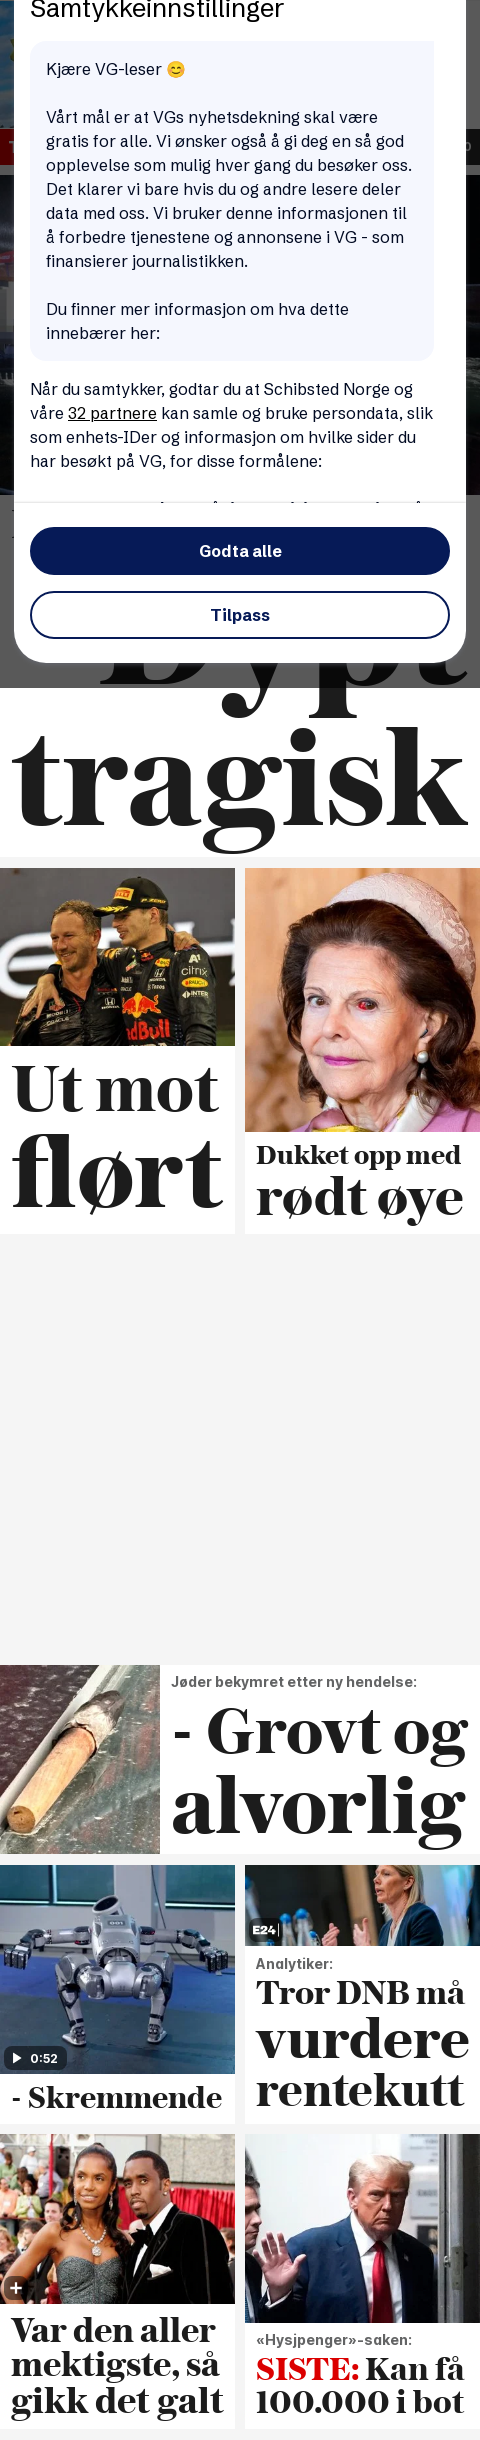 Samtykkeinnstillinger
Kjære VG-leser 😊
Vårt mål er at VGs nyhetsdekning skal være
gratis for alle. Vi ønsker også å gi deg en så god
opplevelse som mulig hver gang du besøker oss.
Det klarer vi bare hvis du og andre lesere deler
data med oss. Vi bruker denne informasjonen til
å forbedre tjenestene og annonsene i VG - som
finansierer journalistikken.
Du finner mer informasjon om hva dette
innebærer her:
Når du samtykker, godtar du at Schibsted Norge og
våre 32 partnere kan samle og bruke persondata, slik
som enhets-IDer og informasjon om hvilke sider du
har besøkt på VG, for disse formålene:
Godta alle
Tilpass
Dypt
tragisk
citrix
ORACLE
RedBull
Ut mot
flørt
Dukket opp med
rødt øye
Jøder bekymret etter ny hendelse:
- Grovt og
alvorlig
0:52
- Skremmende
E24
Analytiker:
Tror DNB må
vurdere
rentekutt
Var den aller
mektigste, så
gikk det galt
«Hysjpenger»-saken:
SISTE: Kan få
100.000 i bot